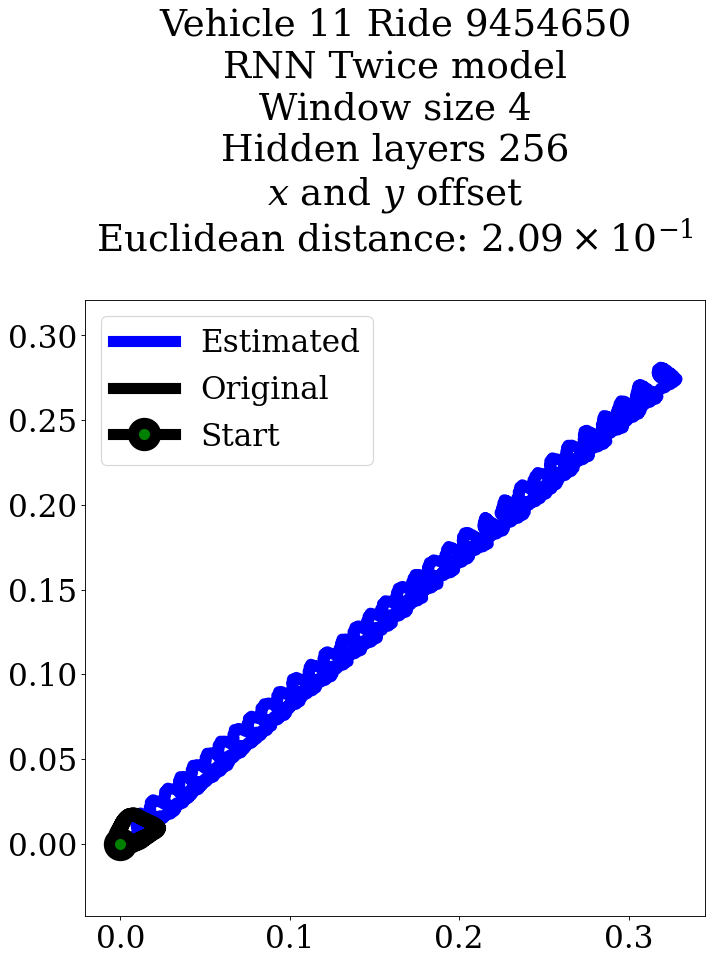 Vehicle 11 Ride 9454650
RNN Twice model
Window size 4
Hidden layers 256
x and y offset
Euclidean distance: 2.09 × 10⁻¹
Estimated
Original
Start
0.30
0.25
0.20
0.15
0.10
0.05
0.00
0.0 0.1 0.2 0.3